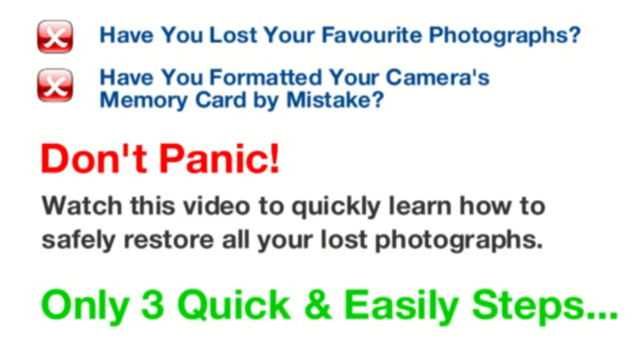 Have You Lost Your Favourite Photographs?
Have You Formatted Your Camera's
Memory Card by Mistake?
Don't Panic!
Watch this video to quickly learn how to
safely restore all your lost photographs.
Only 3 Quick & Easily Steps...